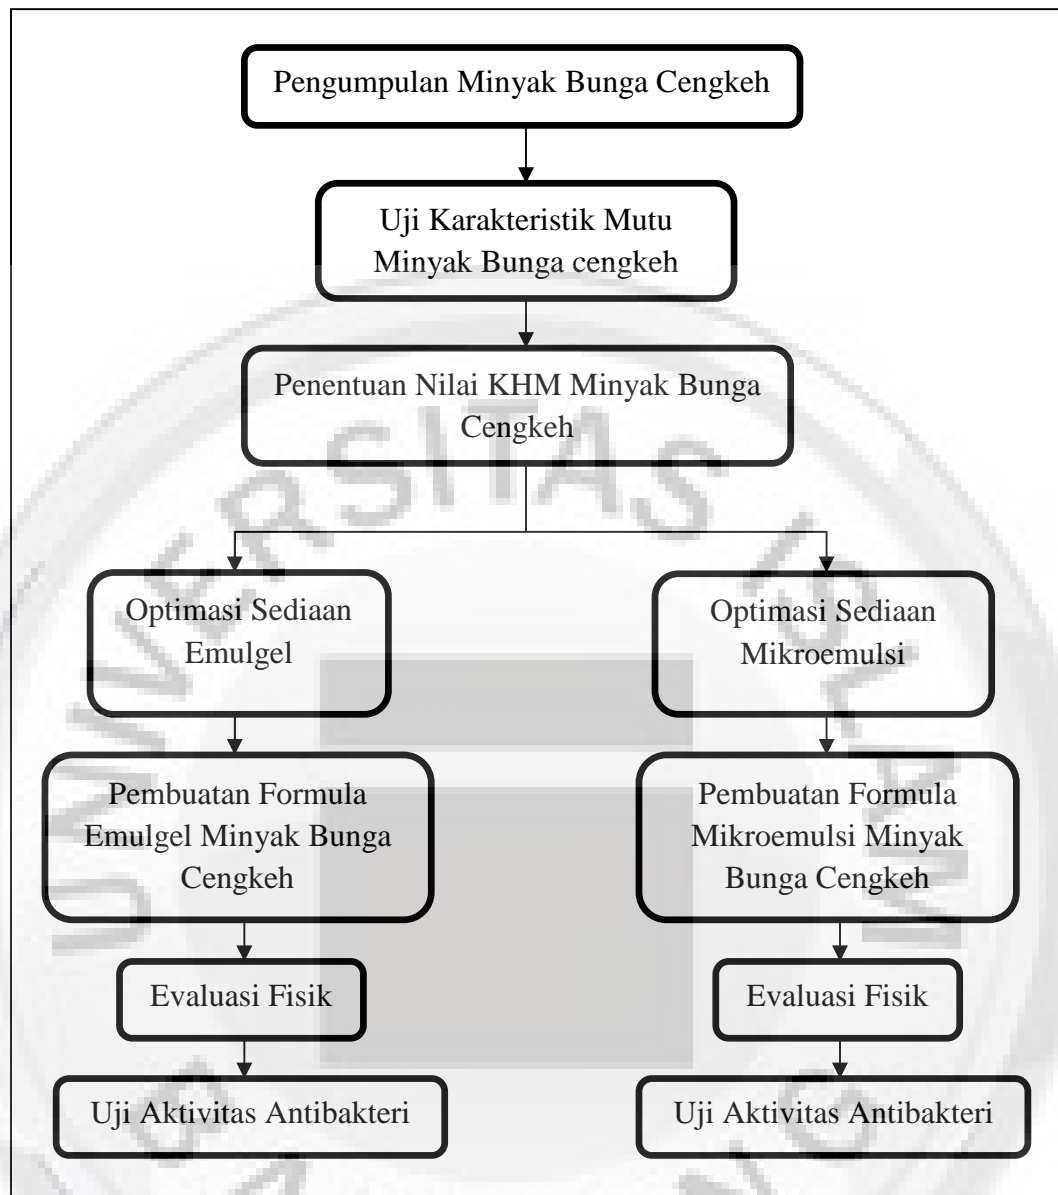 Pengumpulan Minyak Bunga Cengkeh
Uji Karakteristik Mutu
Minyak Bunga cengkeh
Penentuan Nilai KHM Minyak Bunga
Cengkeh
Optimasi Sediaan
Emulgel
Optimasi Sediaan
Mikroemulsi
Pembuatan Formula
Emulgel Minyak Bunga
Cengkeh
Pembuatan Formula
Mikroemulsi Minyak
Bunga Cengkeh
Evaluasi Fisik
Evaluasi Fisik
Uji Aktivitas Antibakteri
Uji Aktivitas Antibakteri
UNIVERSITAS ISLAM